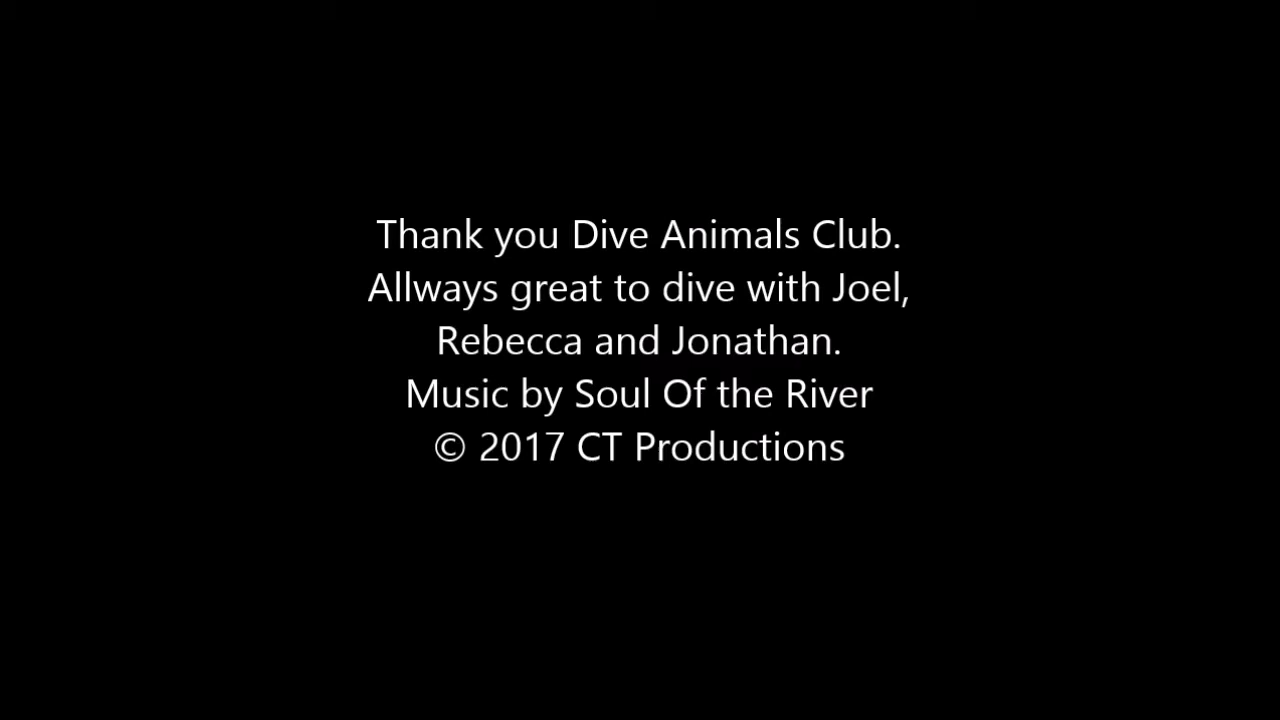 Thank you Dive Animals Club.
Allways great to dive with Joel,
Rebecca and Jonathan.
Music by Soul Of the River
© 2017 CT Productions